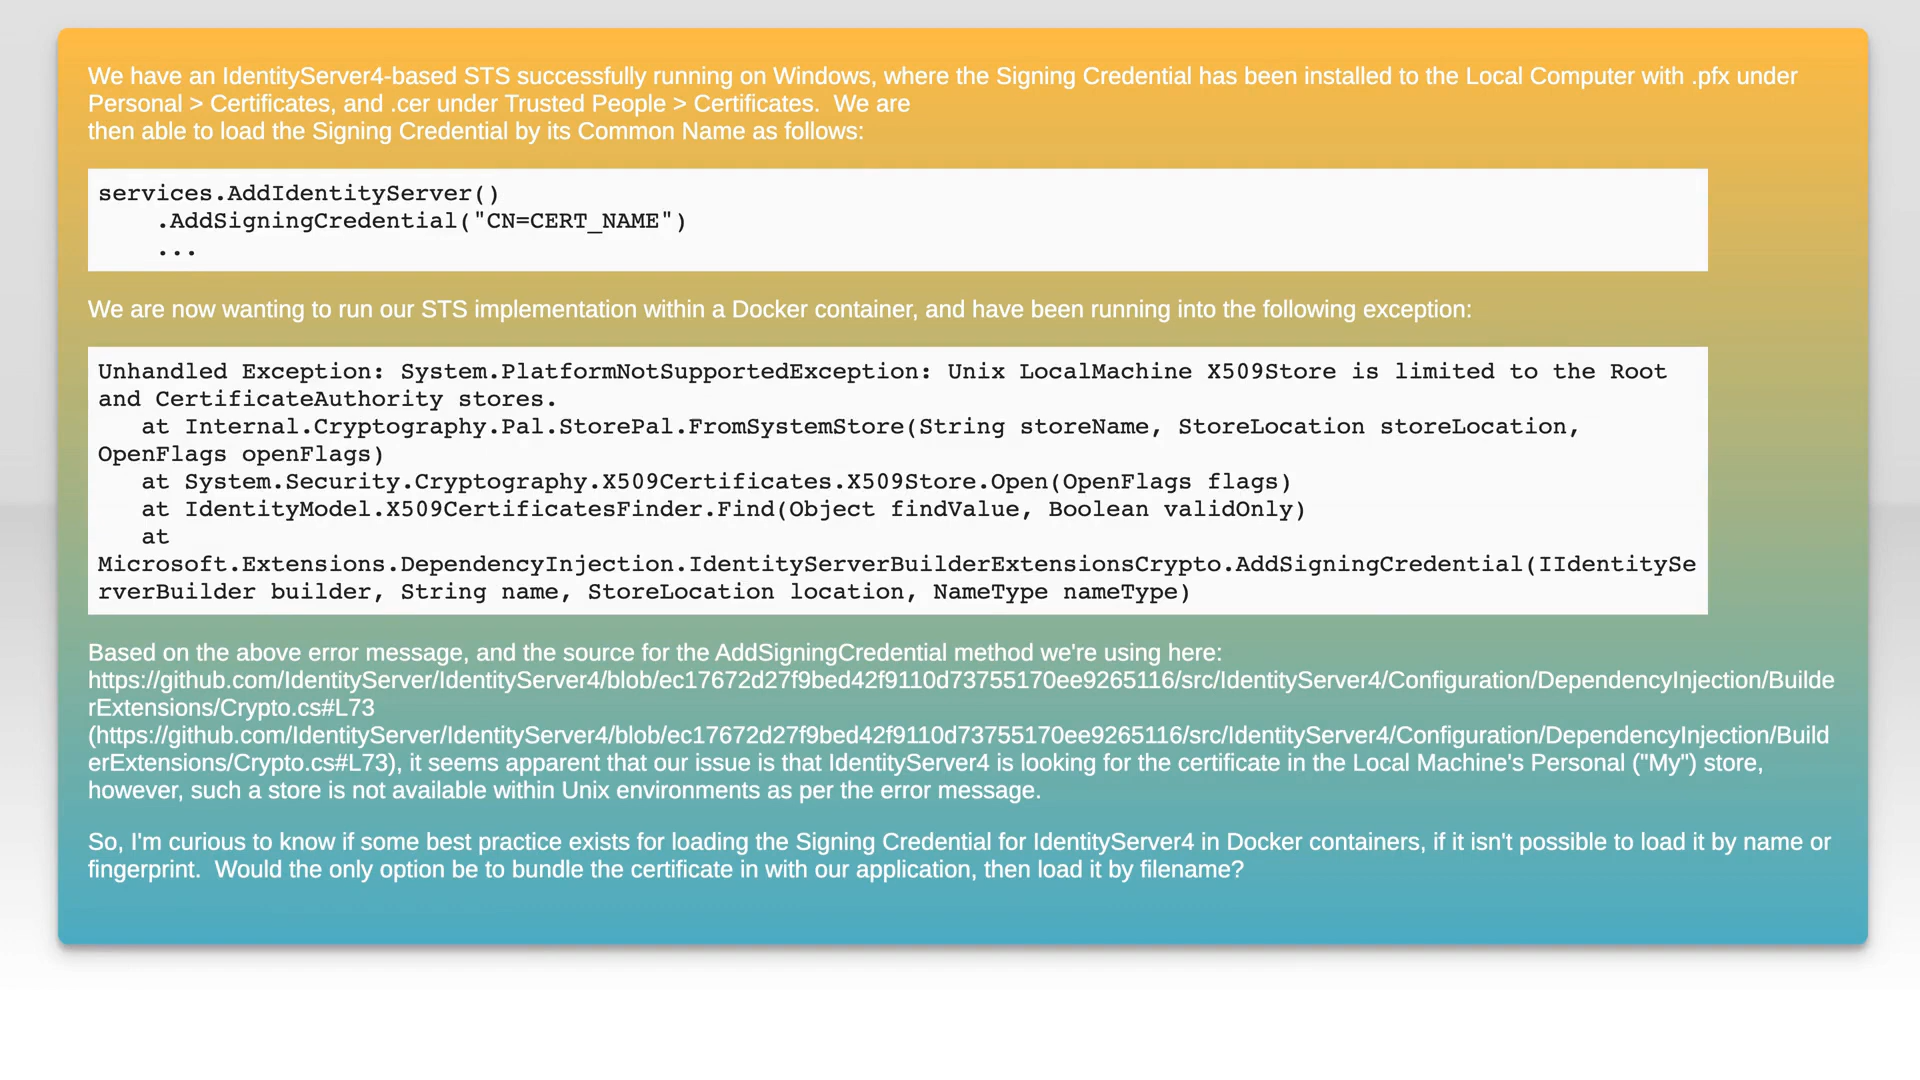 We have an IdentityServer4-based STS successfully running on Windows, where the Signing Credential has been installed to the Local Computer with .pfx under
Personal > Certificates, and .cer under Trusted People > Certificates.  We are
then able to load the Signing Credential by its Common Name as follows:
services.AddIdentityServer()
    .AddSigningCredential("CN=CERT_NAME")
    ...
We are now wanting to run our STS implementation within a Docker container, and have been running into the following exception:
Unhandled Exception: System.PlatformNotSupportedException: Unix LocalMachine X509Store is limited to the Root
and CertificateAuthority stores.
   at Internal.Cryptography.Pal.StorePal.FromSystemStore(String storeName, StoreLocation storeLocation,
OpenFlags openFlags)
   at System.Security.Cryptography.X509Certificates.X509Store.Open(OpenFlags flags)
   at IdentityModel.X509CertificatesFinder.Find(Object findValue, Boolean validOnly)
   at
Microsoft.Extensions.DependencyInjection.IdentityServerBuilderExtensionsCrypto.AddSigningCredential(IIdentitySe
rverBuilder builder, String name, StoreLocation location, NameType nameType)
Based on the above error message, and the source for the AddSigningCredential method we're using here:
https://github.com/IdentityServer/IdentityServer4/blob/ec17672d27f9bed42f9110d73755170ee9265116/src/IdentityServer4/Configuration/DependencyInjection/Builde
rExtensions/Crypto.cs#L73
(https://github.com/IdentityServer/IdentityServer4/blob/ec17672d27f9bed42f9110d73755170ee9265116/src/IdentityServer4/Configuration/DependencyInjection/Build
erExtensions/Crypto.cs#L73), it seems apparent that our issue is that IdentityServer4 is looking for the certificate in the Local Machine's Personal ("My") store,
however, such a store is not available within Unix environments as per the error message.
So, I'm curious to know if some best practice exists for loading the Signing Credential for IdentityServer4 in Docker containers, if it isn't possible to load it by name or
fingerprint.  Would the only option be to bundle the certificate in with our application, then load it by filename?